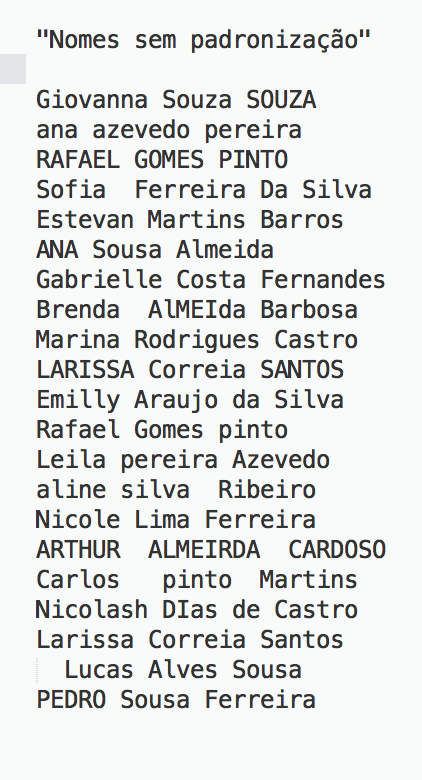 "Nomes sem padronização"
Giovanna Souza SOUZA
ana azevedo pereira
RAFAEL GOMES PINTO
Sofia  Ferreira Da Silva
Estevan Martins Barros
ANA Sousa Almeida
Gabrielle Costa Fernandes
Brenda  AlMEIda Barbosa
Marina Rodrigues Castro
LARISSA Correia SANTOS
Emilly Araujo da Silva
Rafael Gomes pinto
Leila pereira Azevedo
aline silva  Ribeiro
Nicole Lima Ferreira
ARTHUR  ALMEIRDA  CARDOSO
Carlos   pinto  Martins
Nicolash DIas de Castro
Larissa Correia Santos
  Lucas Alves Sousa
PEDRO Sousa Ferreira